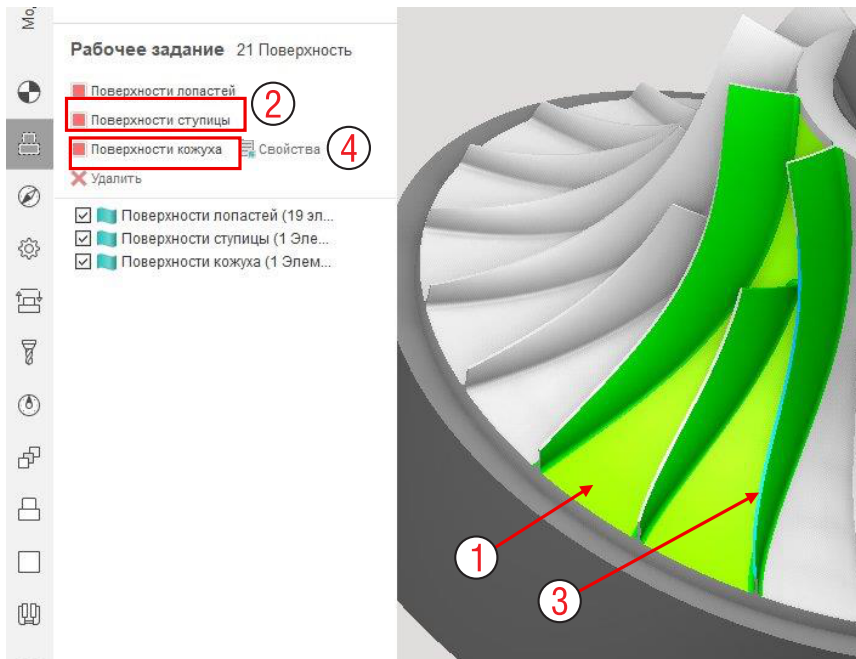 Мо
Рабочее задание 21 Поверхность
Поверхности лопастей
2
Поверхности ступицы
Поверхности кожуха Свойства 4
Удалить
Поверхности лопастей (19 эл...
Поверхности ступицы (1 Эле...
Поверхности кожуха (1 Элем...
1
3